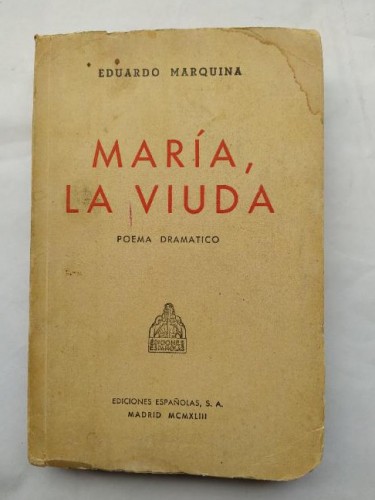 EDUARDO MARQUINA
MARÍA,
LA VIUDA
POEMA DRAMATICO
EDICIONES
ESPAÑOLAS
EDICIONES ESPAÑOLAS, S. A.
MADRID MCMXLIII